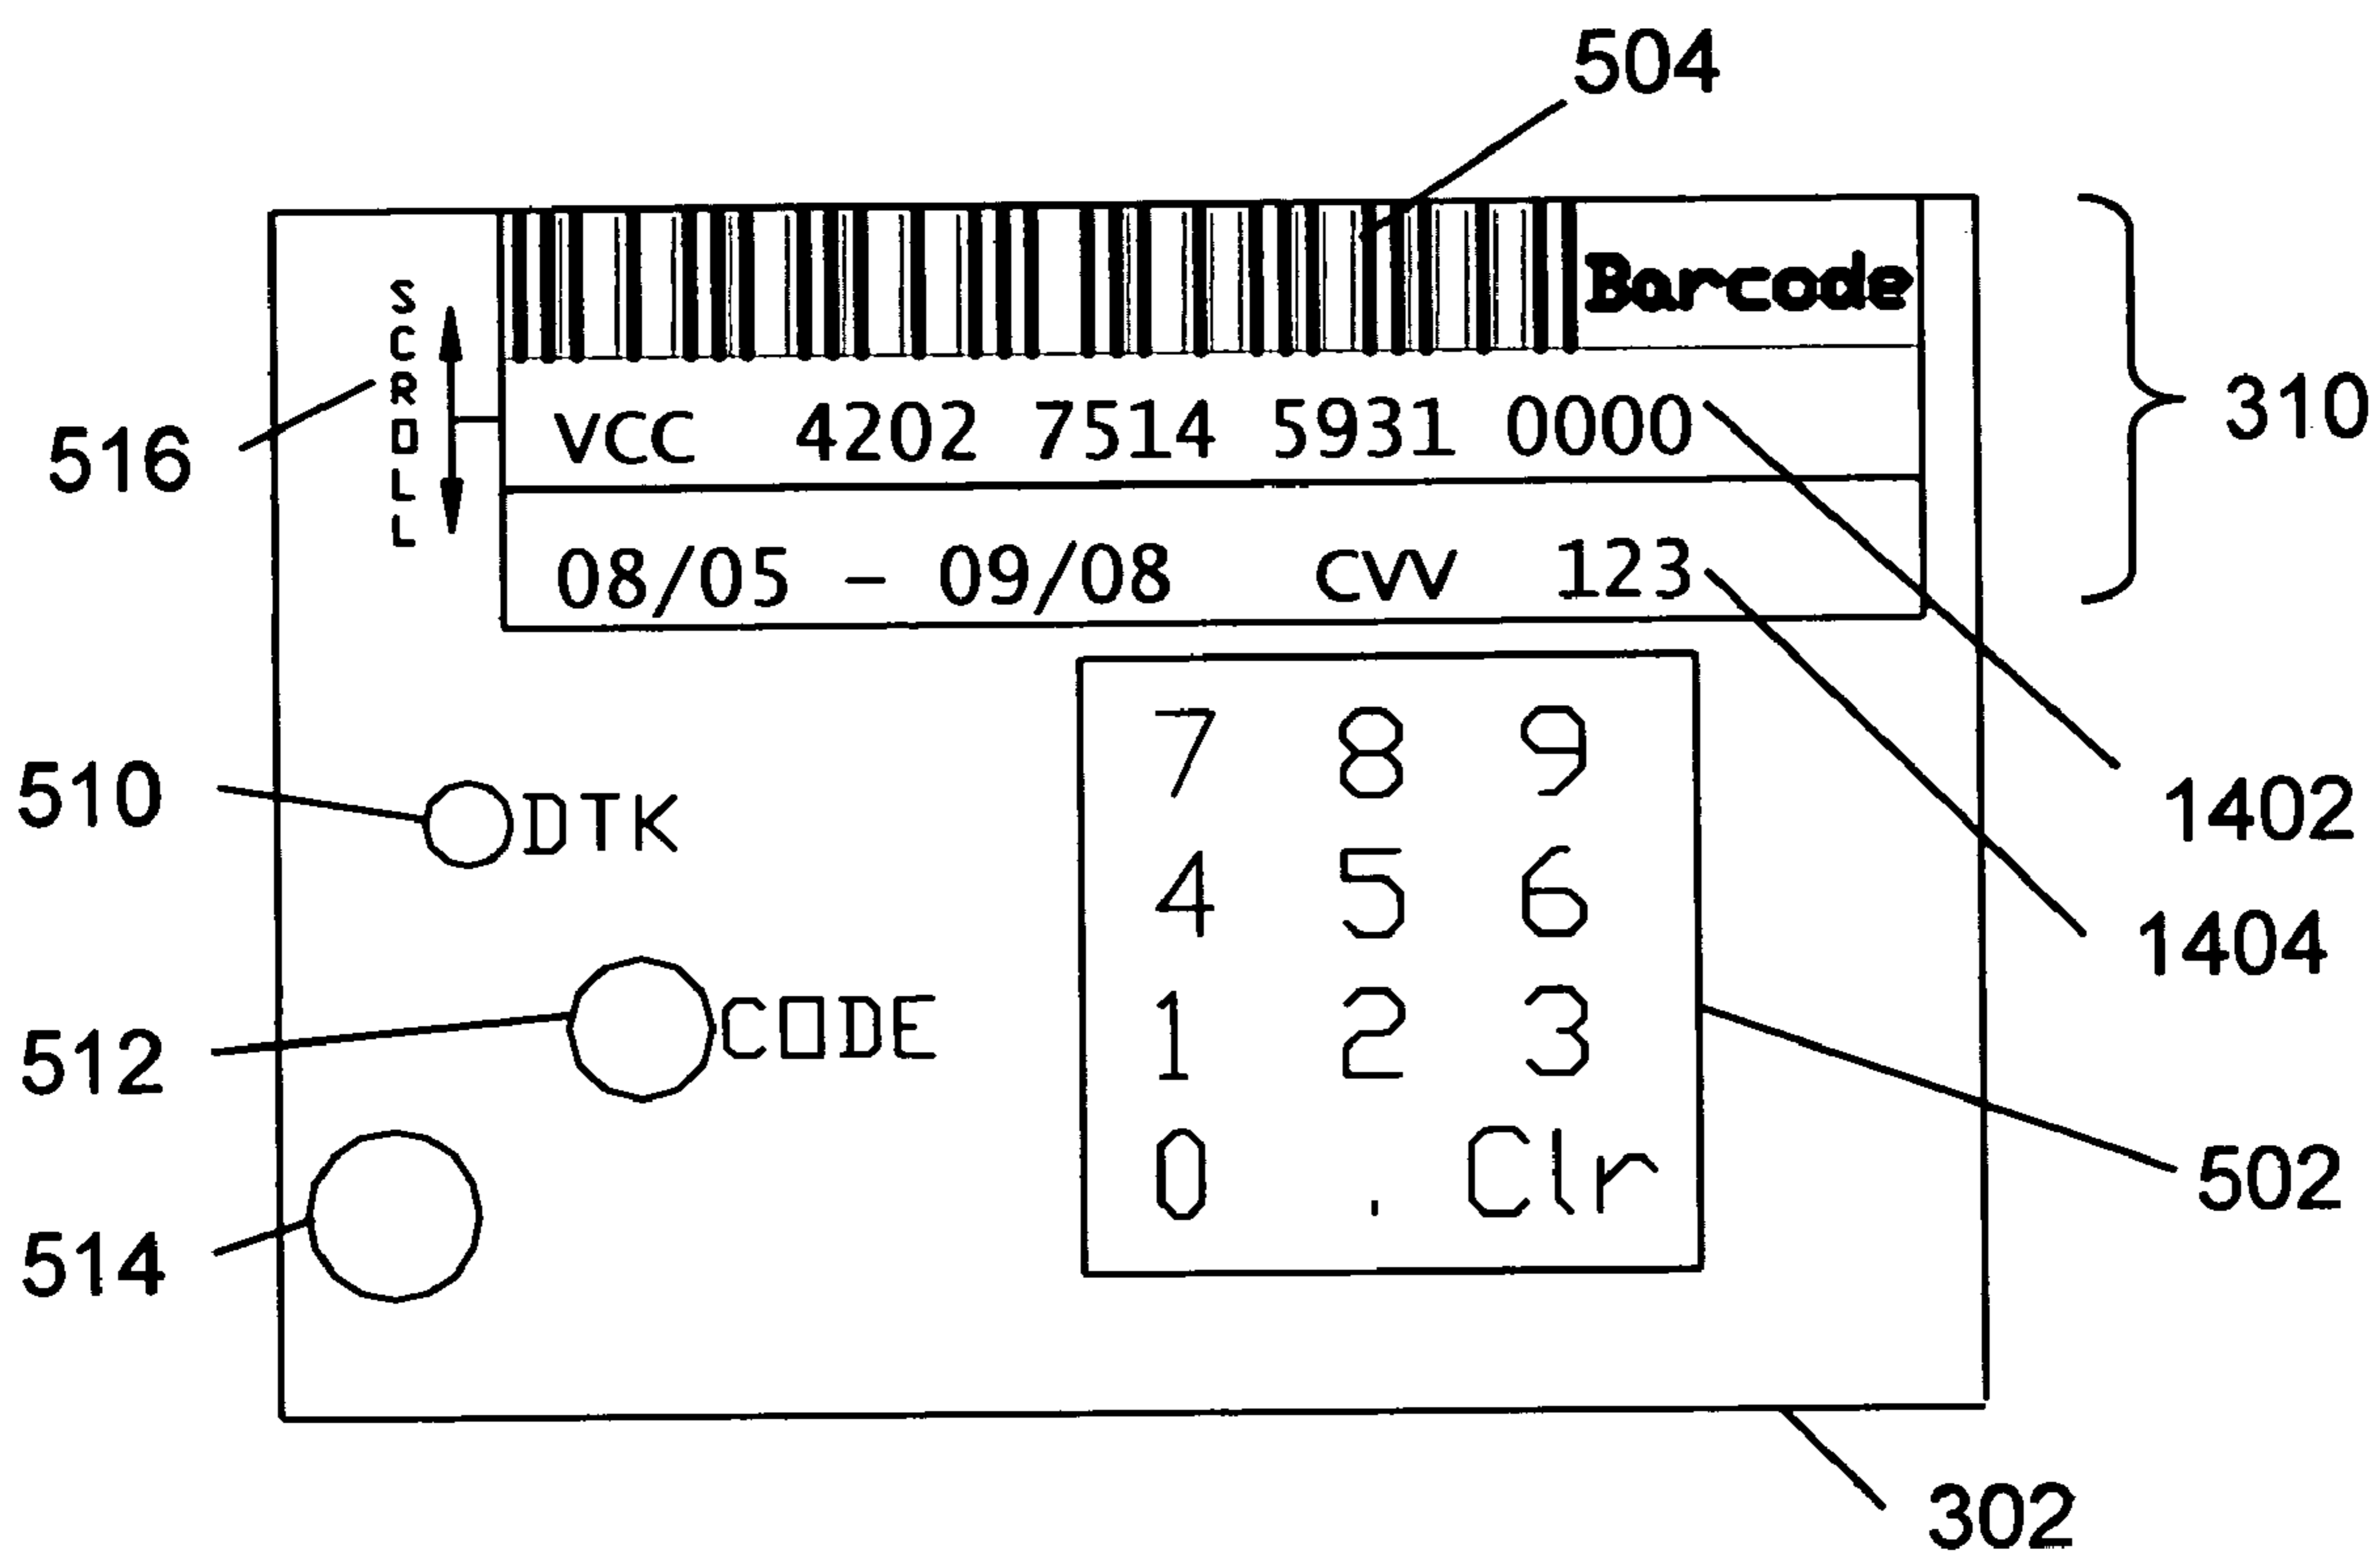 504
Barcode
SCROLL
310
516
VCC 4202 7514 5931 0000
08/05 – 09/08 CVV 123
7 8 9
510
DTK
1402
4 5 6
1404
512
CODE
1 2 3
502
0 . Clr
514
302